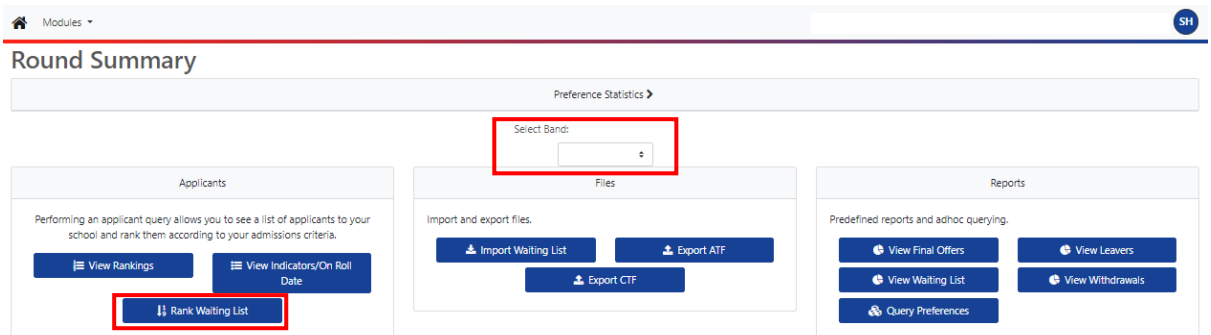 Modules
SH
Round Summary
Preference Statistics
Select Band:
Applicants
Performing an applicant query allows you to see a list of applicants to your
school and rank them according to your admissions criteria.
View Rankings
View Indicators/On Roll
Date
Rank Waiting List
Files
Import and export files.
Import Waiting List
Export ATF
Export CTF
Reports
Predefined reports and adhoc querying.
View Final Offers
View Leavers
View Waiting List
View Withdrawals
Query Preferences